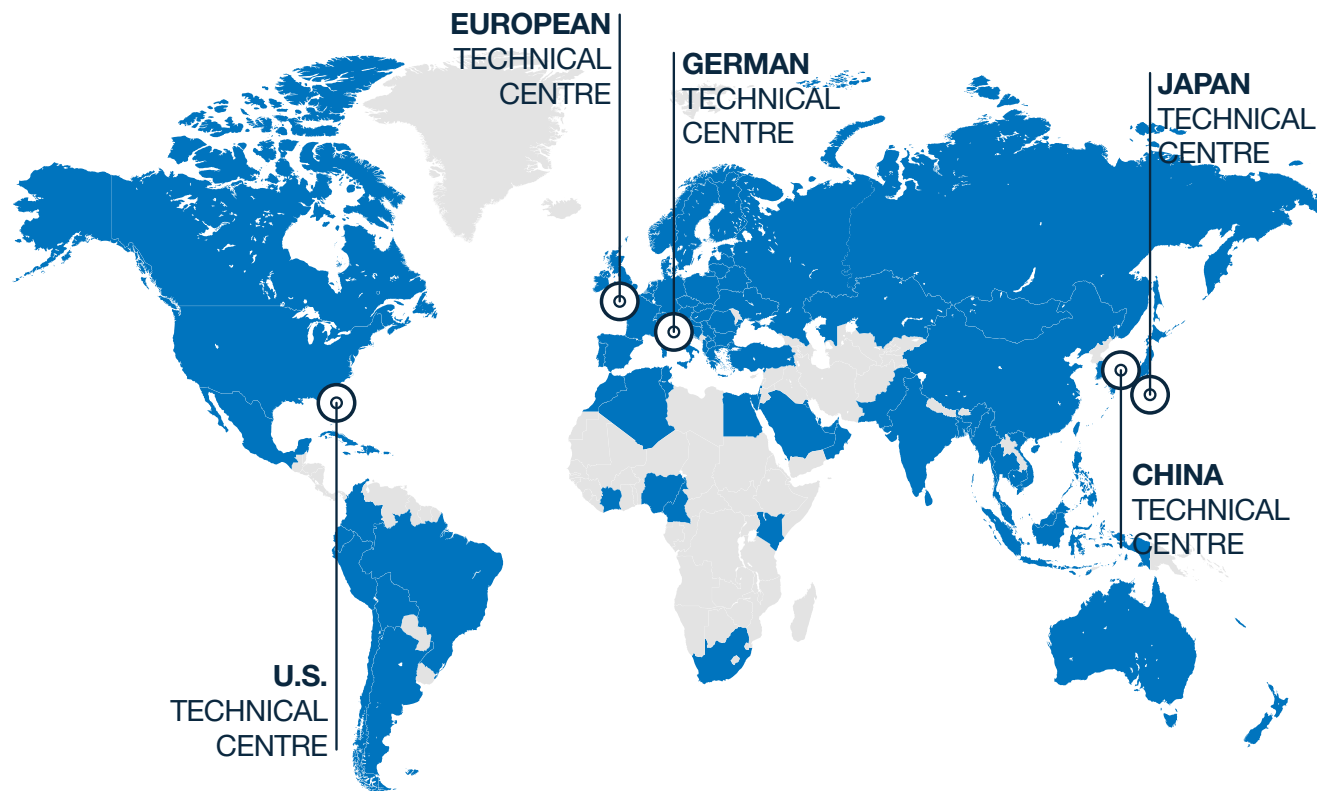 EUROPEAN
TECHNICAL
CENTRE
GERMAN
TECHNICAL
CENTRE
JAPAN
TECHNICAL
CENTRE
CHINA
TECHNICAL
CENTRE
U.S.
TECHNICAL
CENTRE